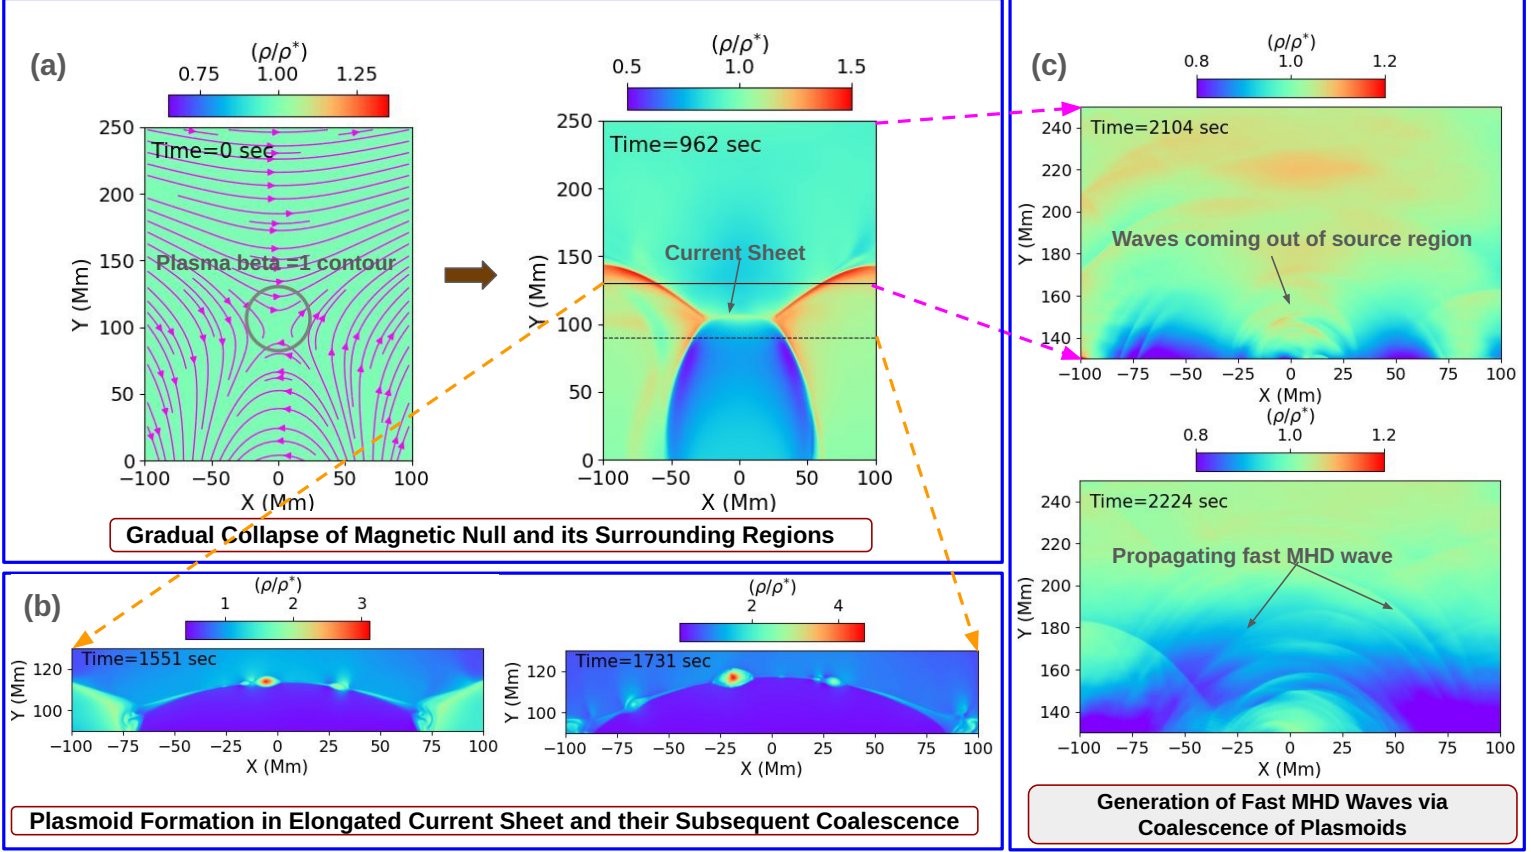 (a)
(ρ/ρ*)
0.75 1.00 1.25
250
200
150
100
50
0
Y (Mm)
Time=0 sec
Plasma beta =1 contour
−100 −50 0 50 100
X (Mm)
(ρ/ρ*)
0.5 1.0 1.5
250
200
150
100
50
0
Y (Mm)
Time=962 sec
Current Sheet
−100 −50 0 50 100
X (Mm)
Gradual Collapse of Magnetic Null and its Surrounding Regions
(b)
(ρ/ρ*)
1 2 3
120
100
Y (Mm)
Time=1551 sec
−100 −75 −50 −25 0 25 50 75 100
X (Mm)
(ρ/ρ*)
2 4
120
100
Y (Mm)
Time=1731 sec
−100 −75 −50 −25 0 25 50 75 100
X (Mm)
Plasmoid Formation in Elongated Current Sheet and their Subsequent Coalescence
(c)
(ρ/ρ*)
0.8 1.0 1.2
240
220
200
180
160
140
Y (Mm)
Time=2104 sec
Waves coming out of source region
−100 −75 −50 −25 0 25 50 75 100
X (Mm)
(ρ/ρ*)
0.8 1.0 1.2
240
220
200
180
160
140
Y (Mm)
Time=2224 sec
Propagating fast MHD wave
−100 −75 −50 −25 0 25 50 75 100
X (Mm)
Generation of Fast MHD Waves via
Coalescence of Plasmoids